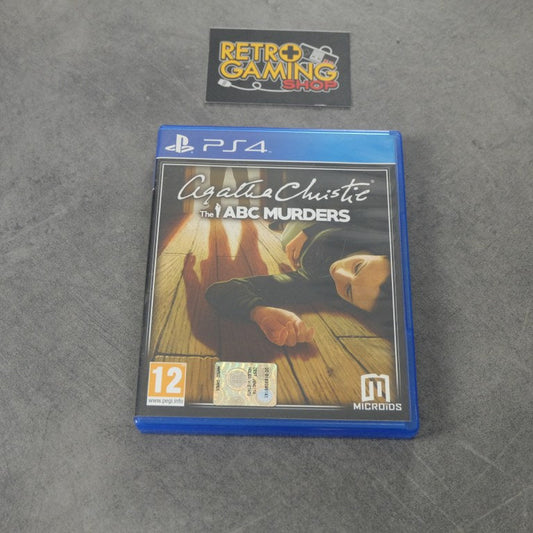 RETRO
GAMING
SHOP
PS4
Agatha Christie
The ABC MURDERS
12
www.pegi.info
MICROIDS